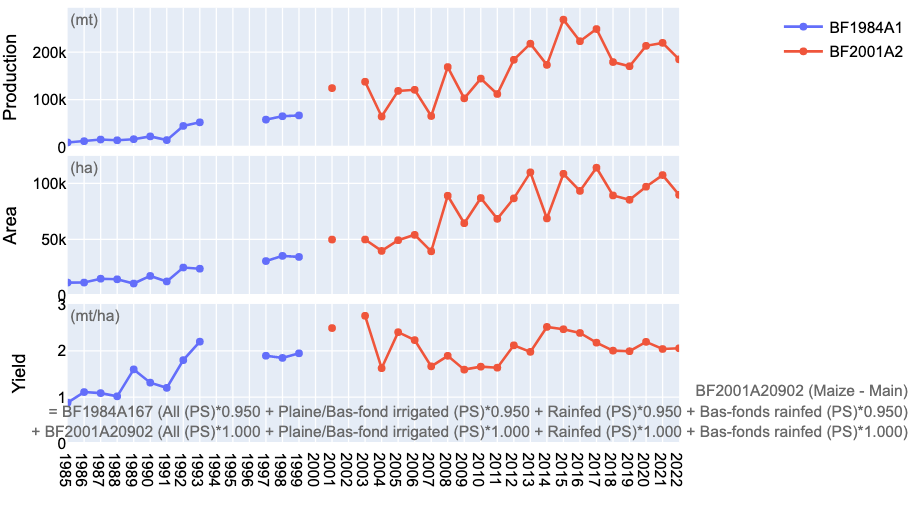 (mt)
BF1984A1
BF2001A2
Production
200k
100k
0
(ha)
Area
100k
50k
0
(mt/ha)
Yield
3
2
1
0
BF2001A20902 (Maize - Main)
= BF1984A167 (All (PS)*0.950 + Plaine/Bas-fond irrigated (PS)*0.950 + Rainfed (PS)*0.950 + Bas-fonds rainfed (PS)*0.950)
+ BF2001A20902 (All (PS)*1.000 + Plaine/Bas-fond irrigated (PS)*1.000 + Rainfed (PS)*1.000 + Bas-fonds rainfed (PS)*1.000)
1985
1986
1987
1988
1989
1990
1991
1992
1993
1994
1995
1996
1997
1998
1999
2000
2001
2002
2003
2004
2005
2006
2007
2008
2009
2010
2011
2012
2013
2014
2015
2016
2017
2018
2019
2020
2021
2022